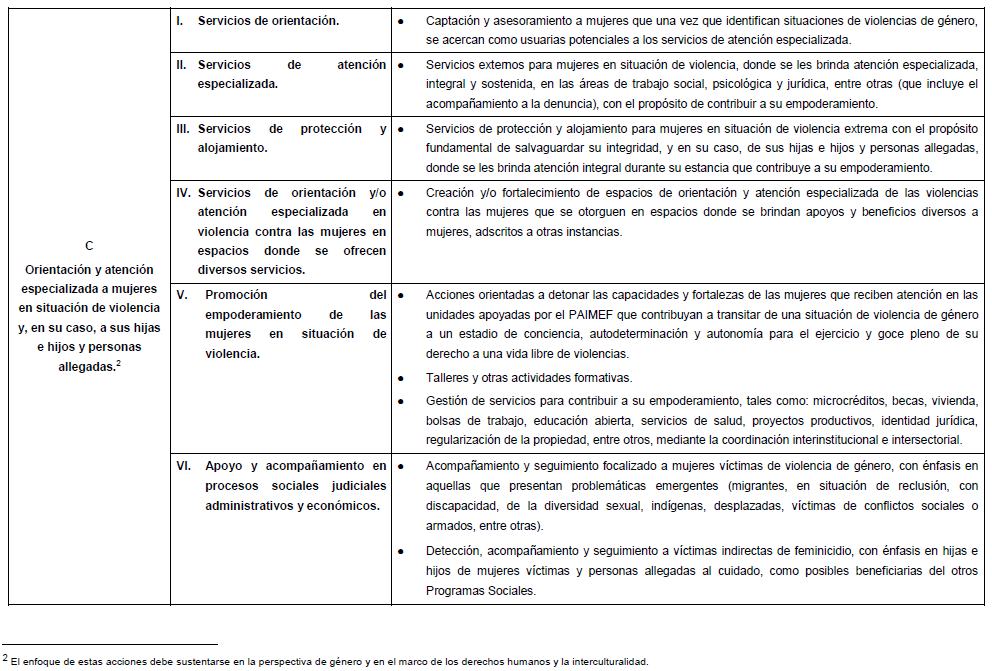 C
Orientación y atención
especializada a mujeres
en situación de violencia
y, en su caso, a sus hijas
e hijos y personas
allegadas.2
I. Servicios de orientación.
● Captación y asesoramiento a mujeres que una vez que identifican situaciones de violencias de género,
se acercan como usuarias potenciales a los servicios de atención especializada.
II. Servicios de atención
especializada.
● Servicios externos para mujeres en situación de violencia, donde se les brinda atención especializada,
integral y sostenida, en las áreas de trabajo social, psicológica y jurídica, entre otras (que incluye el
acompañamiento a la denuncia), con el propósito de contribuir a su empoderamiento.
III. Servicios de protección y
alojamiento.
● Servicios de protección y alojamiento para mujeres en situación de violencia extrema con el propósito
fundamental de salvaguardar su integridad, y en su caso, de sus hijas e hijos y personas allegadas,
donde se les brinda atención integral durante su estancia que contribuye a su empoderamiento.
IV. Servicios de orientación y/o
atención especializada en
violencia contra las mujeres en
espacios donde se ofrecen
diversos servicios.
● Creación y/o fortalecimiento de espacios de orientación y atención especializada de las violencias
contra las mujeres que se otorguen en espacios donde se brindan apoyos y beneficios diversos a
mujeres, adscritos a otras instancias.
V. Promoción del
empoderamiento de las
mujeres en situación de
violencia.
● Acciones orientadas a detonar las capacidades y fortalezas de las mujeres que reciben atención en las
unidades apoyadas por el PAIMEF que contribuyan a transitar de una situación de violencia de género
a un estadio de conciencia, autodeterminación y autonomía para el ejercicio y goce pleno de su
derecho a una vida libre de violencias.
● Talleres y otras actividades formativas.
● Gestión de servicios para contribuir a su empoderamiento, tales como: microcréditos, becas, vivienda,
bolsas de trabajo, educación abierta, servicios de salud, proyectos productivos, identidad jurídica,
regularización de la propiedad, entre otros, mediante la coordinación interinstitucional e intersectorial.
VI. Apoyo y acompañamiento en
procesos sociales judiciales
administrativos y económicos.
● Acompañamiento y seguimiento focalizado a mujeres víctimas de violencia de género, con énfasis en
aquellas que presentan problemáticas emergentes (migrantes, en situación de reclusión, con
discapacidad, de la diversidad sexual, indígenas, desplazadas, víctimas de conflictos sociales o
armados, entre otras).
● Detección, acompañamiento y seguimiento a víctimas indirectas de feminicidio, con énfasis en hijas e
hijos de mujeres víctimas y personas allegadas al cuidado, como posibles beneficiarias del otros
Programas Sociales.
2 El enfoque de estas acciones debe sustentarse en la perspectiva de género y en el marco de los derechos humanos y la interculturalidad.